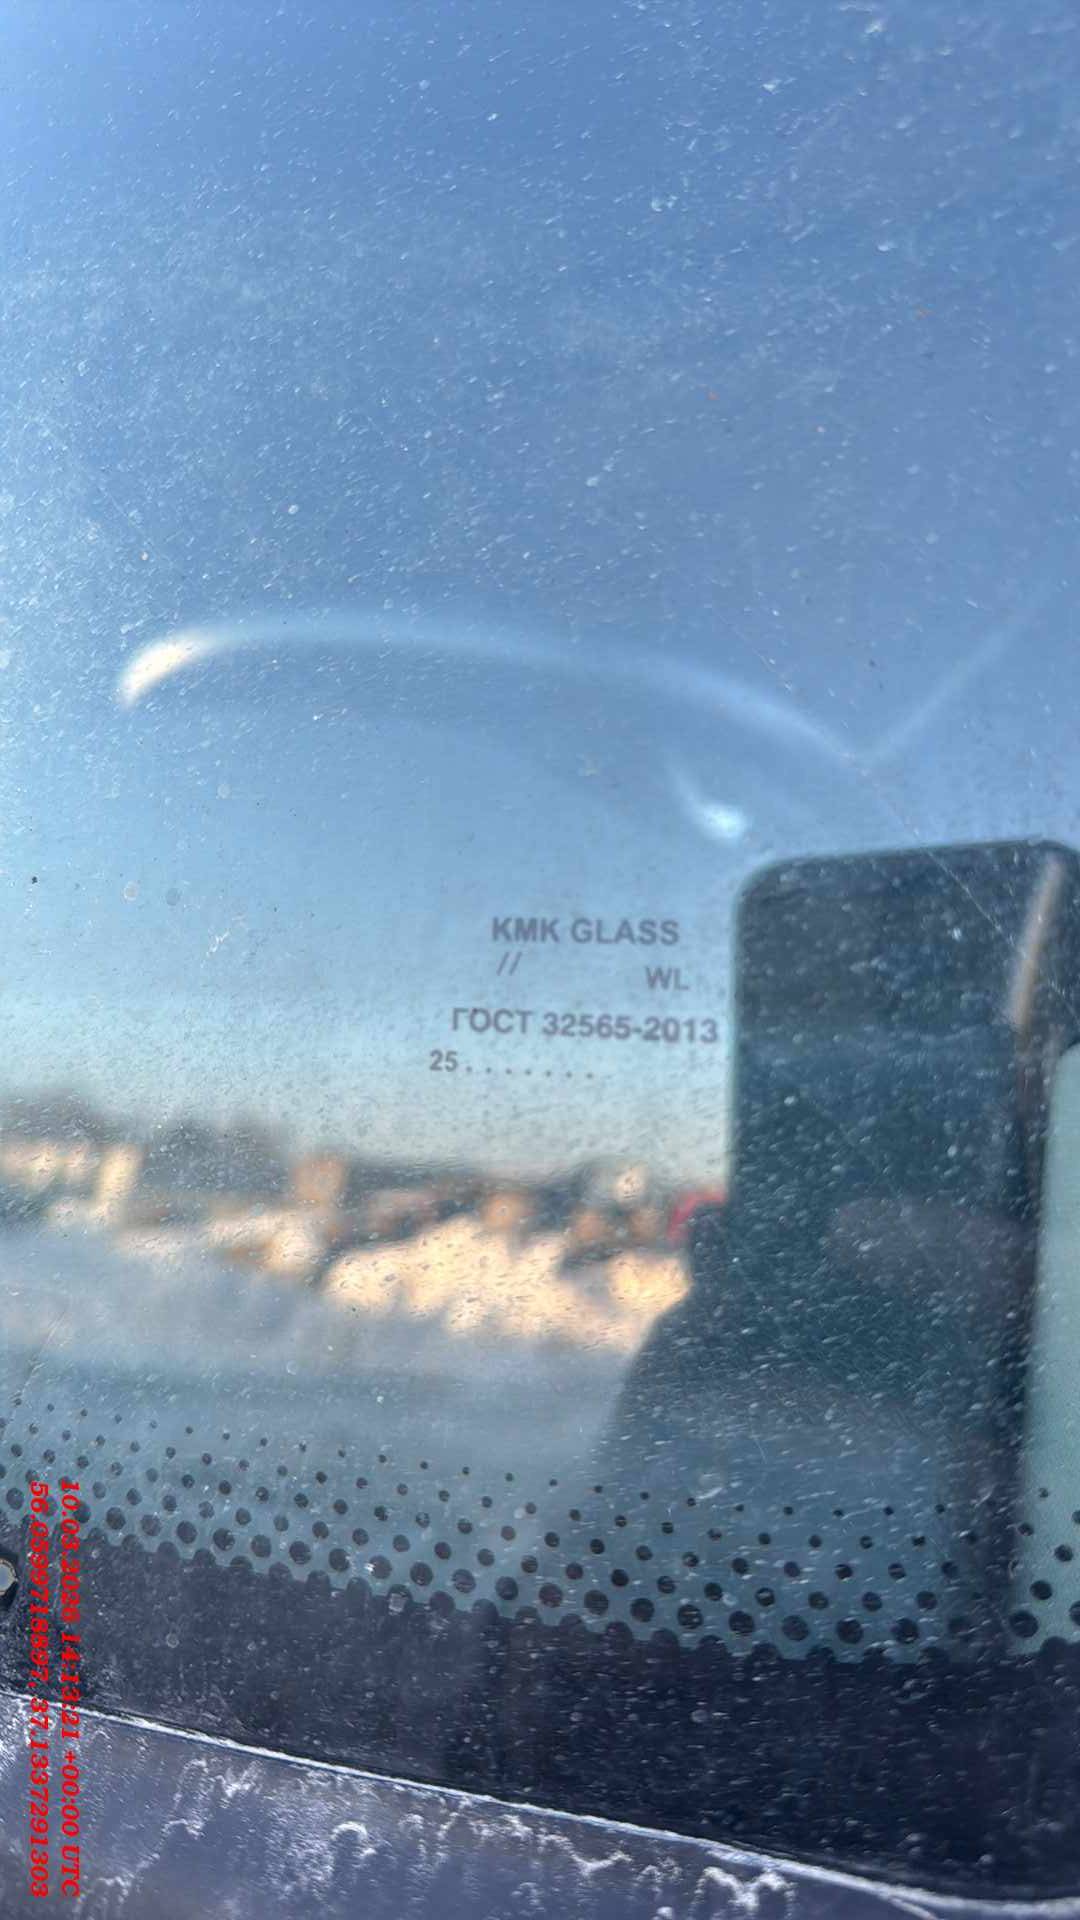 KMK GLASS
// WL
ГОСТ 32565-2013
25.......
10.03.2026 14:13:21 +00:00 UTC
56.0599718897, 37.1337291303